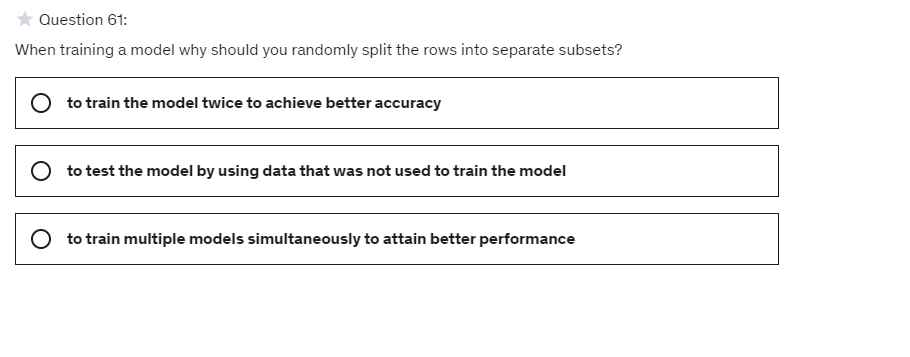 Question 61:
When training a model why should you randomly split the rows into separate subsets?
to train the model twice to achieve better accuracy
to test the model by using data that was not used to train the model
to train multiple models simultaneously to attain better performance